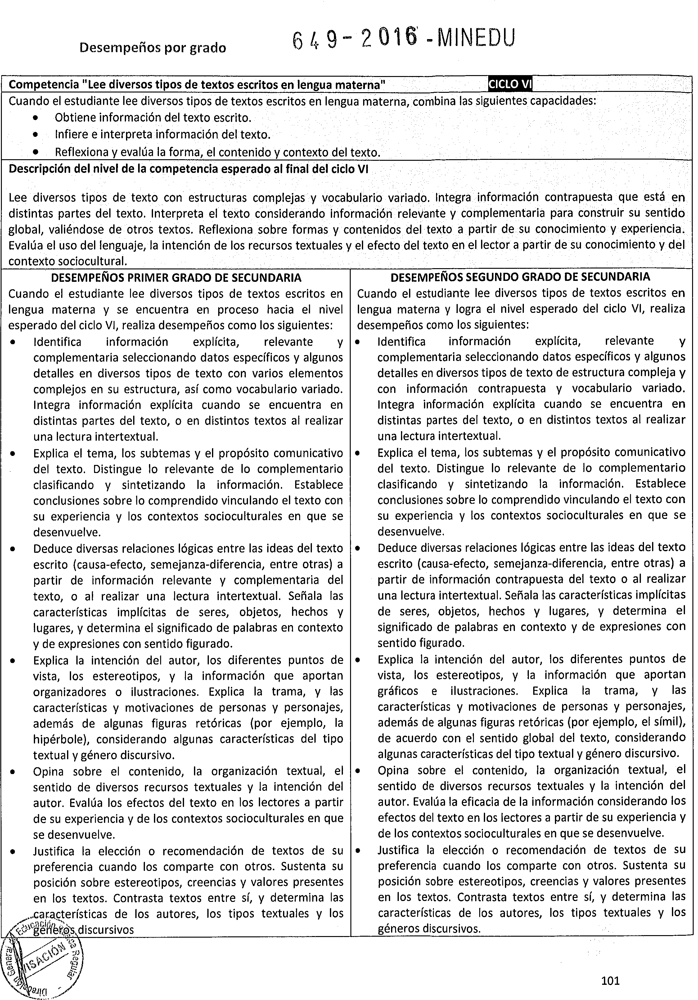 Desempeños por grado
649-2016-MINEDU
Competencia "Lee diversos tipos de textos escritos en lengua materna"
CICLO VI
Cuando el estudiante lee diversos tipos de textos escritos en lengua materna, combina las siguientes capacidades:
• Obtiene información del texto escrito.
• Infiere e interpreta información del texto.
• Reflexiona y evalúa la forma, el contenido y contexto del texto.
Descripción del nivel de la competencia esperado al final del ciclo VI
Lee diversos tipos de texto con estructuras complejas y vocabulario variado. Integra información contrapuesta que está en
distintas partes del texto. Interpreta el texto considerando información relevante y complementaria para construir su sentido
global, valiéndose de otros textos. Reflexiona sobre formas y contenidos del texto a partir de su conocimiento y experiencia.
Evalúa el uso del lenguaje, la intención de los recursos textuales y el efecto del texto en el lector a partir de su conocimiento y del
contexto sociocultural.
DESEMPEÑOS PRIMER GRADO DE SECUNDARIA
Cuando el estudiante lee diversos tipos de textos escritos en
lengua materna y se encuentra en proceso hacia el nivel
esperado del ciclo VI, realiza desempeños como los siguientes:
• Identifica información explícita, relevante y
complementaria seleccionando datos específicos y algunos
detalles en diversos tipos de texto con varios elementos
complejos en su estructura, así como vocabulario variado.
Integra información explícita cuando se encuentra en
distintas partes del texto, o en distintos textos al realizar
una lectura intertextual.
• Explica el tema, los subtemas y el propósito comunicativo
del texto. Distingue lo relevante de lo complementario
clasificando y sintetizando la información. Establece
conclusiones sobre lo comprendido vinculando el texto con
su experiencia y los contextos socioculturales en que se
desenvuelve.
• Deduce diversas relaciones lógicas entre las ideas del texto
escrito (causa-efecto, semejanza-diferencia, entre otras) a
partir de información relevante y complementaria del
texto, o al realizar una lectura intertextual. Señala las
características implícitas de seres, objetos, hechos y
lugares, y determina el significado de palabras en contexto
y de expresiones con sentido figurado.
• Explica la intención del autor, los diferentes puntos de
vista, los estereotipos, y la información que aportan
organizadores o ilustraciones. Explica la trama, y las
características y motivaciones de personas y personajes,
además de algunas figuras retóricas (por ejemplo, la
hipérbole), considerando algunas características del tipo
textual y género discursivo.
• Opina sobre el contenido, la organización textual, el
sentido de diversos recursos textuales y la intención del
autor. Evalúa los efectos del texto en los lectores a partir
de su experiencia y de los contextos socioculturales en que
se desenvuelve.
• Justifica la elección o recomendación de textos de su
preferencia cuando los comparte con otros. Sustenta su
posición sobre estereotipos, creencias y valores presentes
en los textos. Contrasta textos entre sí, y determina las
características de los autores, los tipos textuales y los
géneros discursivos
DESEMPEÑOS SEGUNDO GRADO DE SECUNDARIA
Cuando el estudiante lee diversos tipos de textos escritos en
lengua materna y logra el nivel esperado del ciclo VI, realiza
desempeños como los siguientes:
• Identifica información explícita, relevante y
complementaria seleccionando datos específicos y algunos
detalles en diversos tipos de texto de estructura compleja y
con información contrapuesta y vocabulario variado.
Integra información explícita cuando se encuentra en
distintas partes del texto, o en distintos textos al realizar
una lectura intertextual.
• Explica el tema, los subtemas y el propósito comunicativo
del texto. Distingue lo relevante de lo complementario
clasificando y sintetizando la información. Establece
conclusiones sobre lo comprendido vinculando el texto con
su experiencia y los contextos socioculturales en que se
desenvuelve.
• Deduce diversas relaciones lógicas entre las ideas del texto
escrito (causa-efecto, semejanza-diferencia, entre otras) a
partir de información contrapuesta del texto o al realizar
una lectura intertextual. Señala las características implícitas
de seres, objetos, hechos y lugares, y determina el
significado de palabras en contexto y de expresiones con
sentido figurado.
• Explica la intención del autor, los diferentes puntos de
vista, los estereotipos, y la información que aportan
gráficos e ilustraciones. Explica la trama, y las
características y motivaciones de personas y personajes,
además de algunas figuras retóricas (por ejemplo, el símil),
de acuerdo con el sentido global del texto, considerando
algunas características del tipo textual y género discursivo.
• Opina sobre el contenido, la organización textual, el
sentido de diversos recursos textuales y la intención del
autor. Evalúa la eficacia de la información considerando los
efectos del texto en los lectores a partir de su experiencia y
de los contextos socioculturales en que se desenvuelve.
• Justifica la elección o recomendación de textos de su
preferencia cuando los comparte con otros. Sustenta su
posición sobre estereotipos, creencias y valores presentes
en los textos. Contrasta textos entre sí, y determina las
características de los autores, los tipos textuales y los
géneros discursivos.
VISACIÓN
101